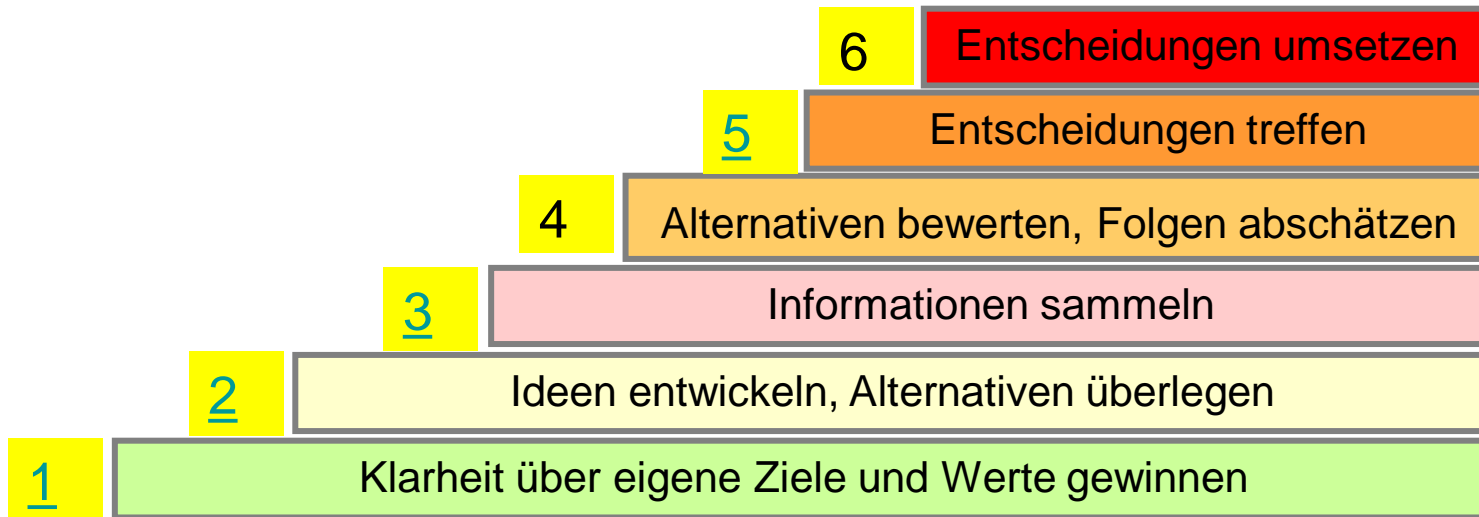 6 Entscheidungen umsetzen
5 Entscheidungen treffen
4 Alternativen bewerten, Folgen abschätzen
3 Informationen sammeln
2 Ideen entwickeln, Alternativen überlegen
1 Klarheit über eigene Ziele und Werte gewinnen